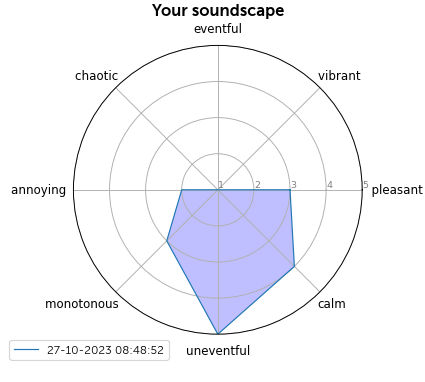 Your soundscape
eventful
chaotic
vibrant
annoying
1
2
3
4
5
pleasant
monotonous
calm
uneventful
27-10-2023 08:48:52